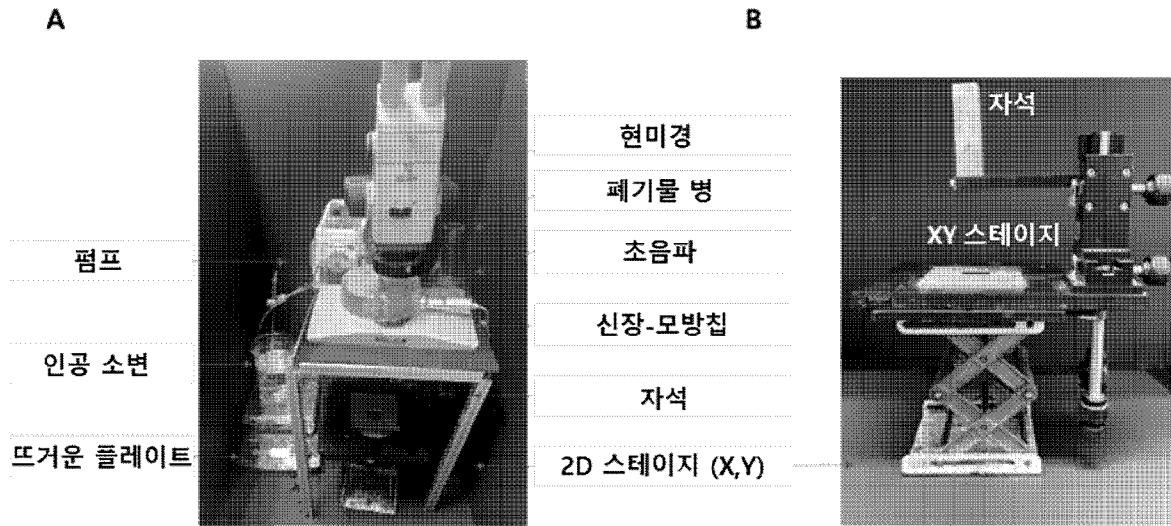 A
B
현미경
폐기물 병
초음파
신장-모방칩
자석
2D 스테이지 (X,Y)
펌프
인공 소변
뜨거운 플레이트
자석
XY 스테이지